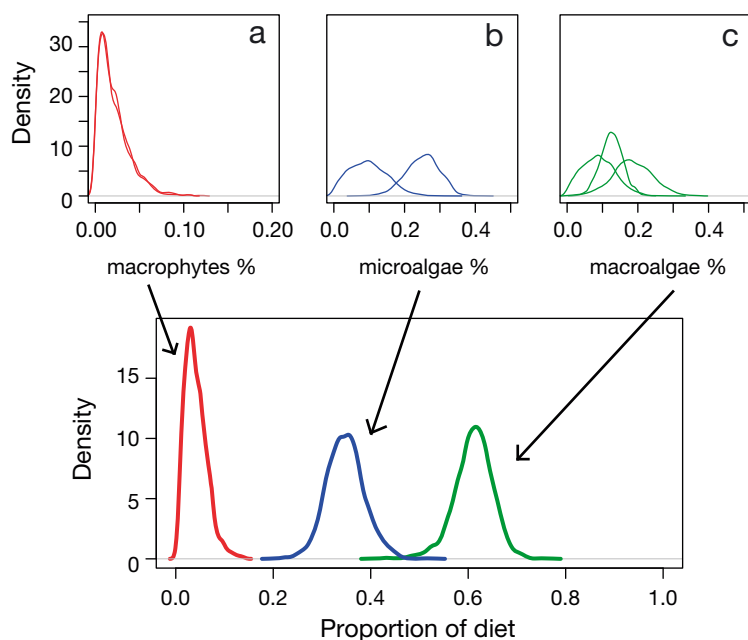 a
b
c
Density
30
20
10
0
0.00 0.10 0.20
0.0 0.2 0.4
0.0 0.2 0.4
macrophytes %
microalgae %
macroalgae %
Density
15
10
5
0
0.0 0.2 0.4 0.6 0.8 1.0
Proportion of diet